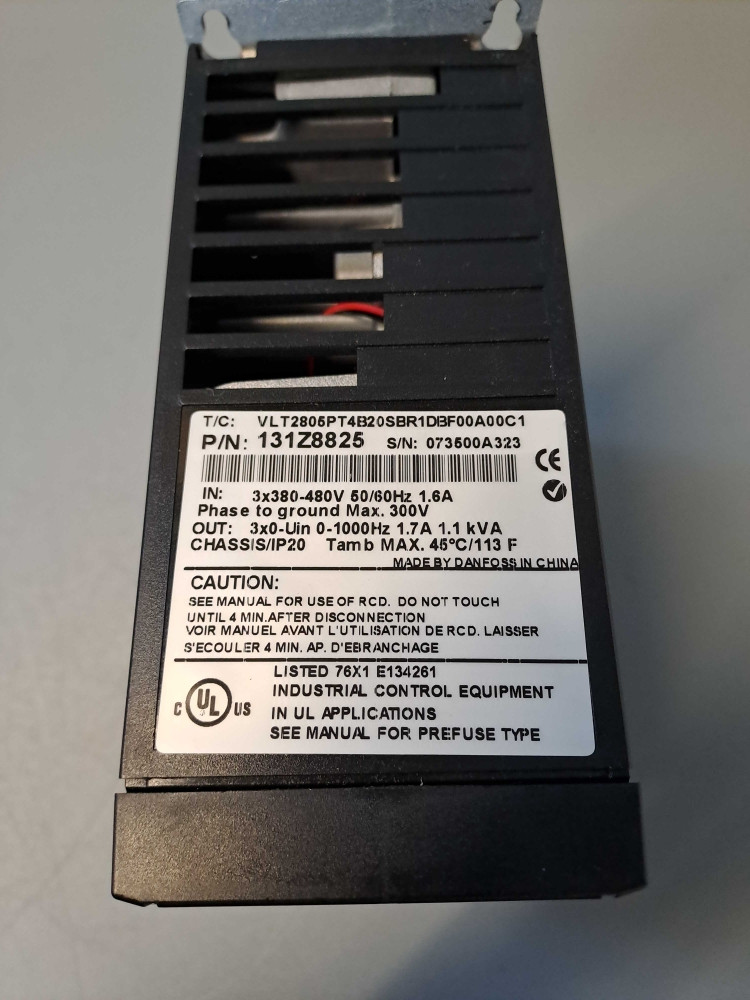 T/C: VLT2805PT4B20SBR1DBF00A00C1
P/N: 131Z8825 S/N: 073500A323
CE
IN: 3x380-480V 50/60Hz 1.6A
Phase to ground Max. 300V
OUT: 3x0-Uin 0-1000Hz 1.7A 1.1 kVA
CHASSIS/IP20 Tamb MAX. 45°C/113 F
MADE BY DANFOSS IN CHINA
CAUTION:
SEE MANUAL FOR USE OF RCD. DO NOT TOUCH
UNTIL 4 MIN.AFTER DISCONNECTION
VOIR MANUEL AVANT L'UTILISATION DE RCD. LAISSER
S'ECOULER 4 MIN. AP. D'EBRANCHAGE
LISTED 76X1 E134261
INDUSTRIAL CONTROL EQUIPMENT
C UL US IN UL APPLICATIONS
SEE MANUAL FOR PREFUSE TYPE